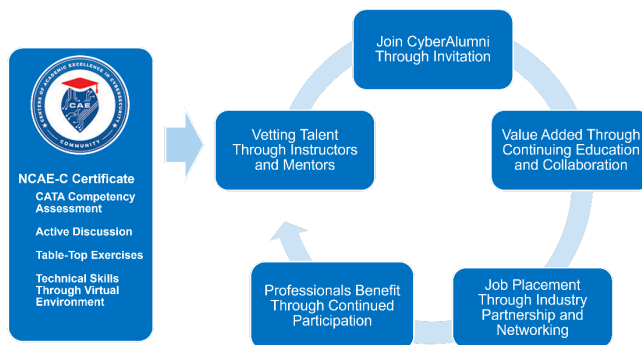 CENTERS OF ACADEMIC EXCELLENCE IN CYBERSECURITY
CAE
COMMUNITY
NCAE-C Certificate
CATA Competency
Assessment
Active Discussion
Table-Top Exercises
Technical Skills
Through Virtual
Environment
Vetting Talent
Through Instructors
and Mentors
Join CyberAlumni
Through Invitation
Value Added Through
Continuing Education
and Collaboration
Job Placement
Through Industry
Partnership and
Networking
Professionals Benefit
Through Continued
Participation